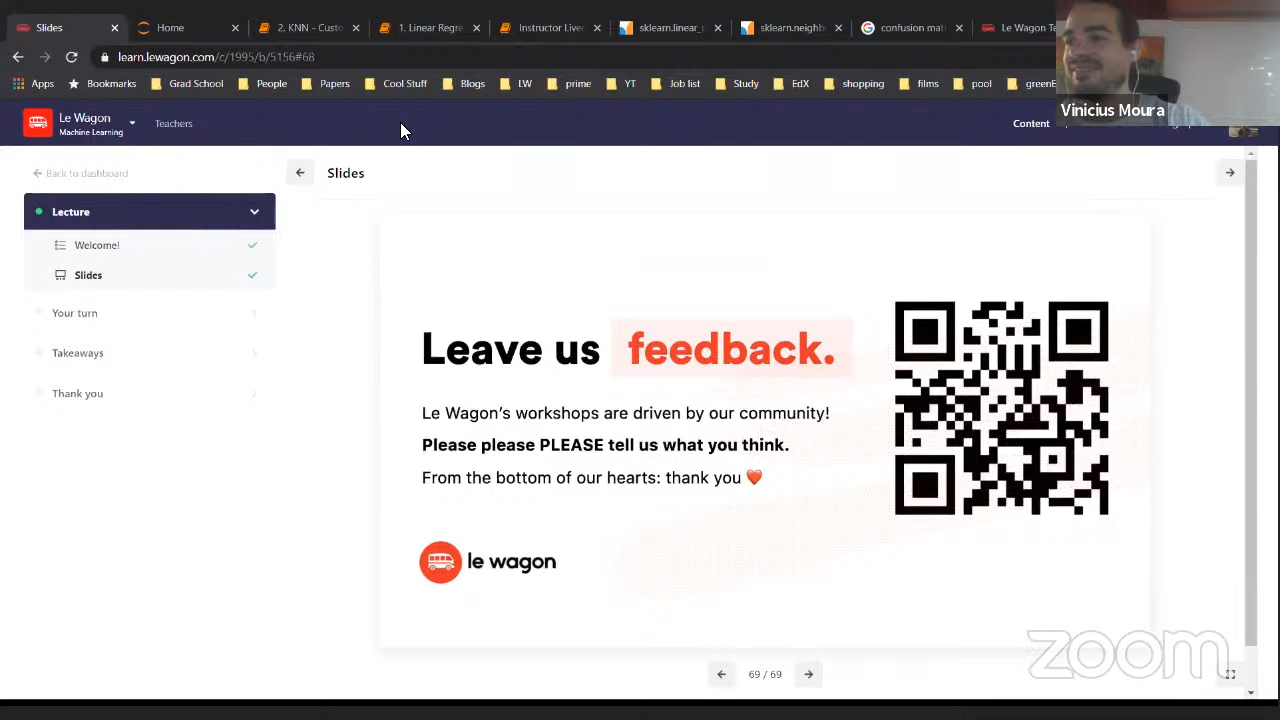 Slides
Home
2. KNN - Custo
1. Linear Regre
Instructor Livec
sklearn.linear_
sklearn.neighb
confusion mat
Le Wagon Te
learn.lewagon.com/c/1995/b/5156#68
Apps
Bookmarks
Grad School
People
Papers
Cool Stuff
Blogs
LW
prime
YT
Job list
Study
EdX
shopping
films
pool
greenE
Vinicius Moura
Le Wagon
Machine Learning
Teachers
Content
Back to dashboard
Slides
Lecture
Welcome!
Slides
Your turn
Takeaways
Thank you
Leave us feedback.
Le Wagon's workshops are driven by our community!
Please please PLEASE tell us what you think.
From the bottom of our hearts: thank you
le wagon
69 / 69
zoom